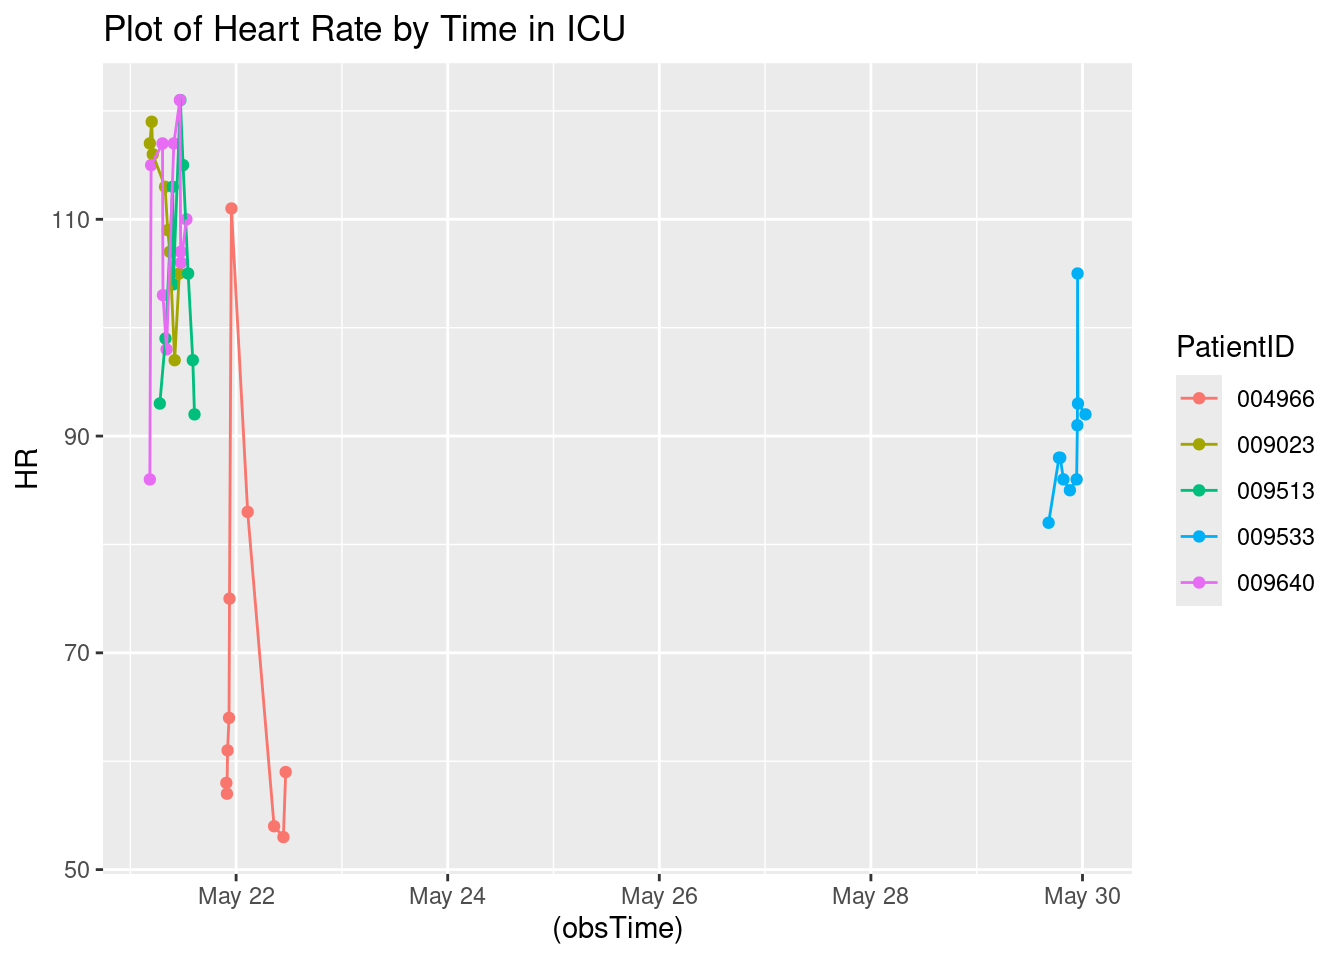 Plot of Heart Rate by Time in ICU
HR
110
90
70
50
May 22
May 24
May 26
May 28
May 30
(obsTime)
PatientID
004966
009023
009513
009533
009640